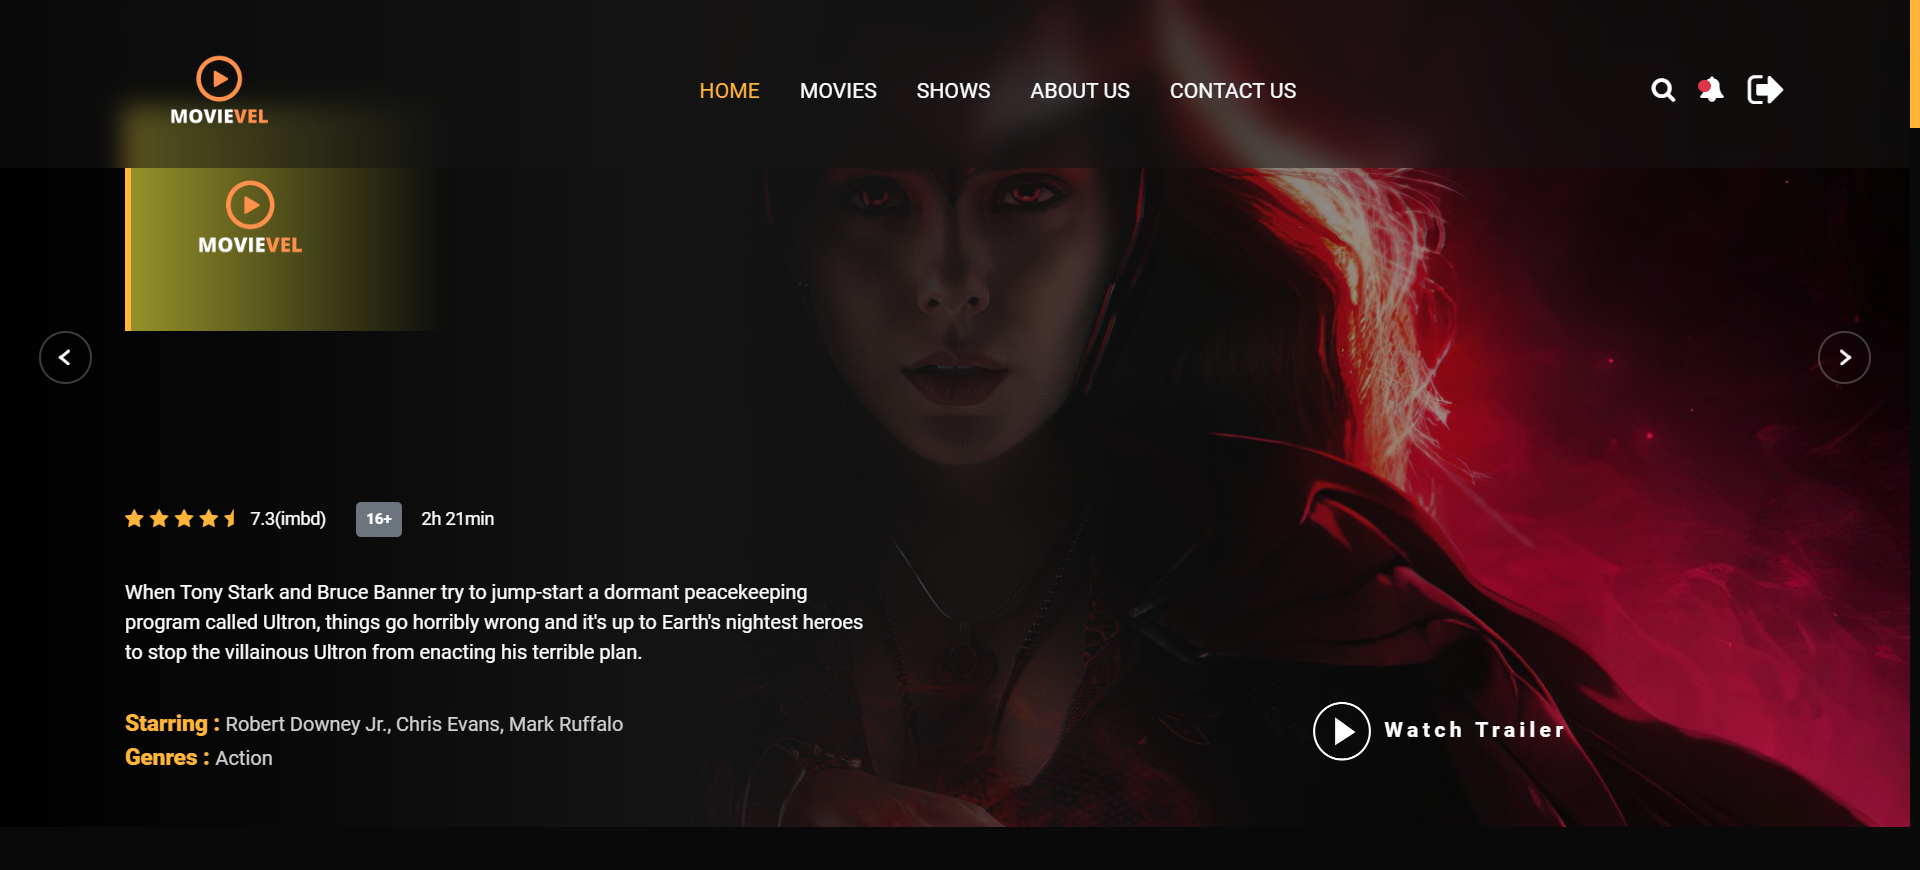 MOVIEVEL
HOME MOVIES SHOWS ABOUT US CONTACT US
MOVIEVEL
7.3(imbd) 16+ 2h 21min
When Tony Stark and Bruce Banner try to jump-start a dormant peacekeeping
program called Ultron, things go horribly wrong and it's up to Earth's nightest heroes
to stop the villainous Ultron from enacting his terrible plan.
Starring : Robert Downey Jr., Chris Evans, Mark Ruffalo
Genres : Action
Watch Trailer